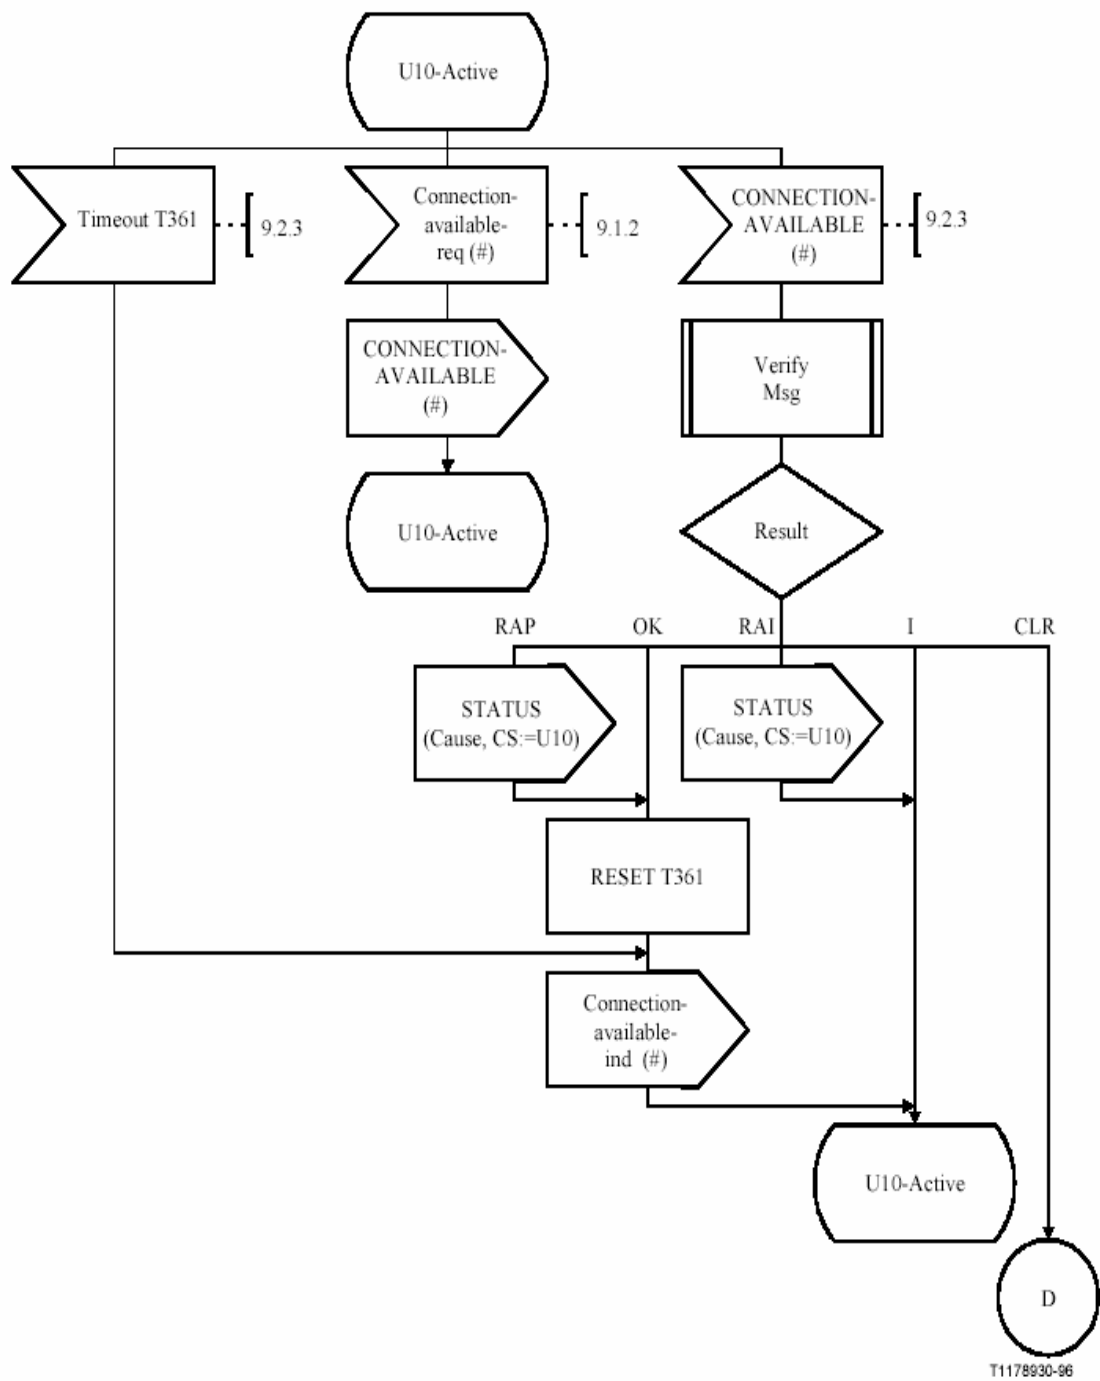 U10-Active
Timeout T361
9.2.3
Connection-
available-
req (#)
9.1.2
CONNECTION-
AVAILABLE
(#)
9.2.3
CONNECTION-
AVAILABLE
(#)
Verify
Msg
U10-Active
Result
RAP
OK
RAI
I
CLR
STATUS
(Cause, CS:=U10)
STATUS
(Cause, CS:=U10)
RESET T361
Connection-
available-
ind (#)
U10-Active
D
T1178930-96